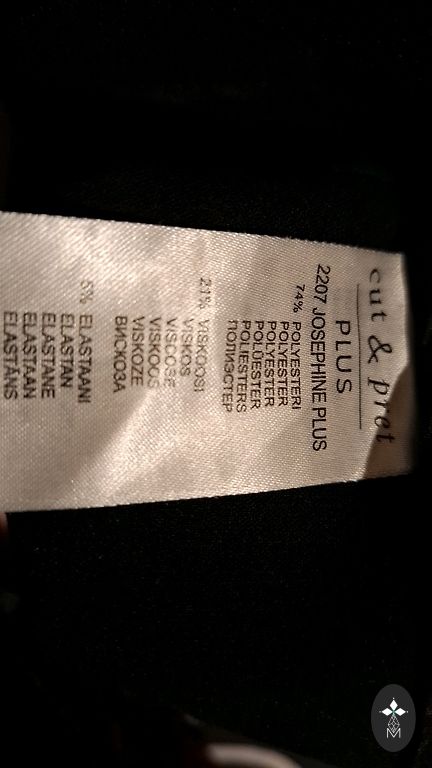 cut & pret
PLUS
2207 JOSEPHINE PLUS
74% POLYESTERI
POLYESTER
POLYESTER
POLÜESTER
POLIESTERS
ПОЛИЭСТЕР
21% VISKOOSI
VISKOS
VISCOSE
VISKOOS
VISKOZE
ВИСКОЗА
5% ELASTAANI
ELASTAN
ELASTANE
ELASTAAN
ELASTĀNS
M